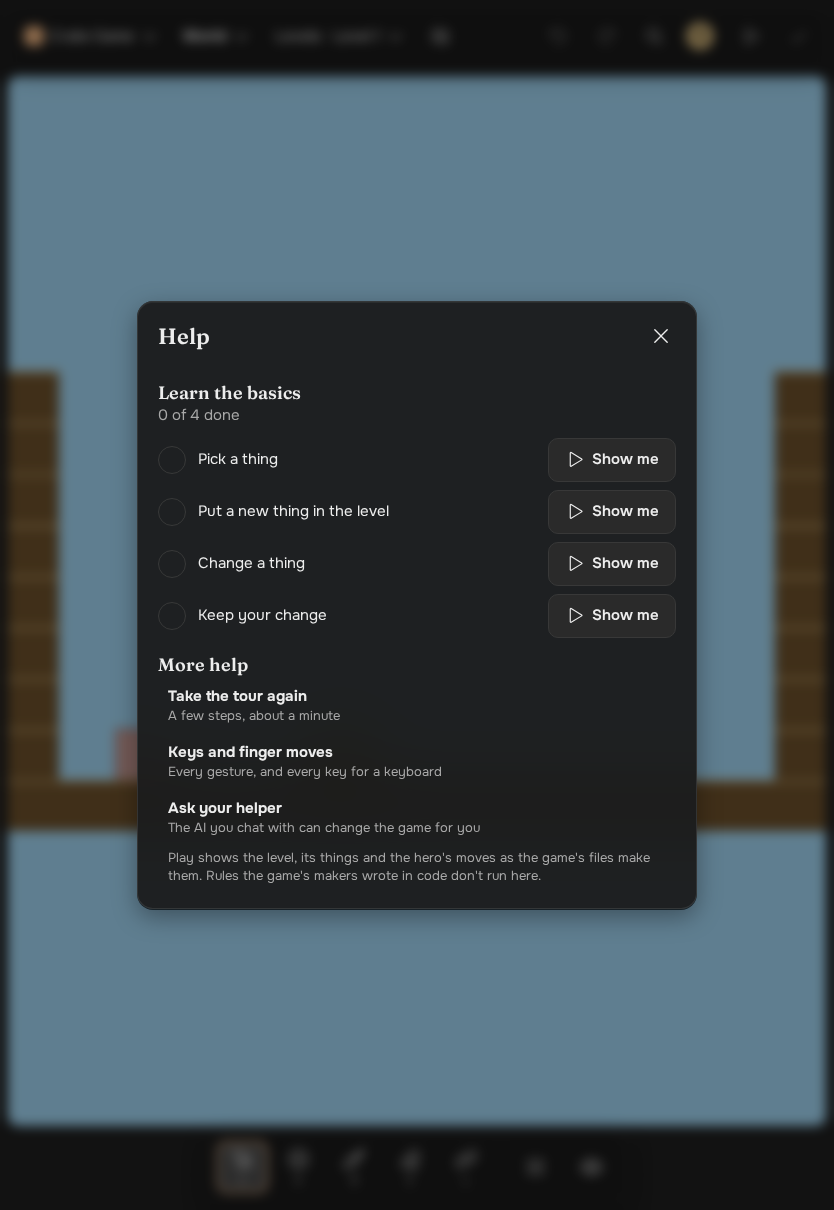 Help
Learn the basics
0 of 4 done
Pick a thing
Show me
Put a new thing in the level
Show me
Change a thing
Show me
Keep your change
Show me
More help
Take the tour again
A few steps, about a minute
Keys and finger moves
Every gesture, and every key for a keyboard
Ask your helper
The AI you chat with can change the game for you
Play shows the level, its things and the hero's moves as the game's files make
them. Rules the game's makers wrote in code don't run here.